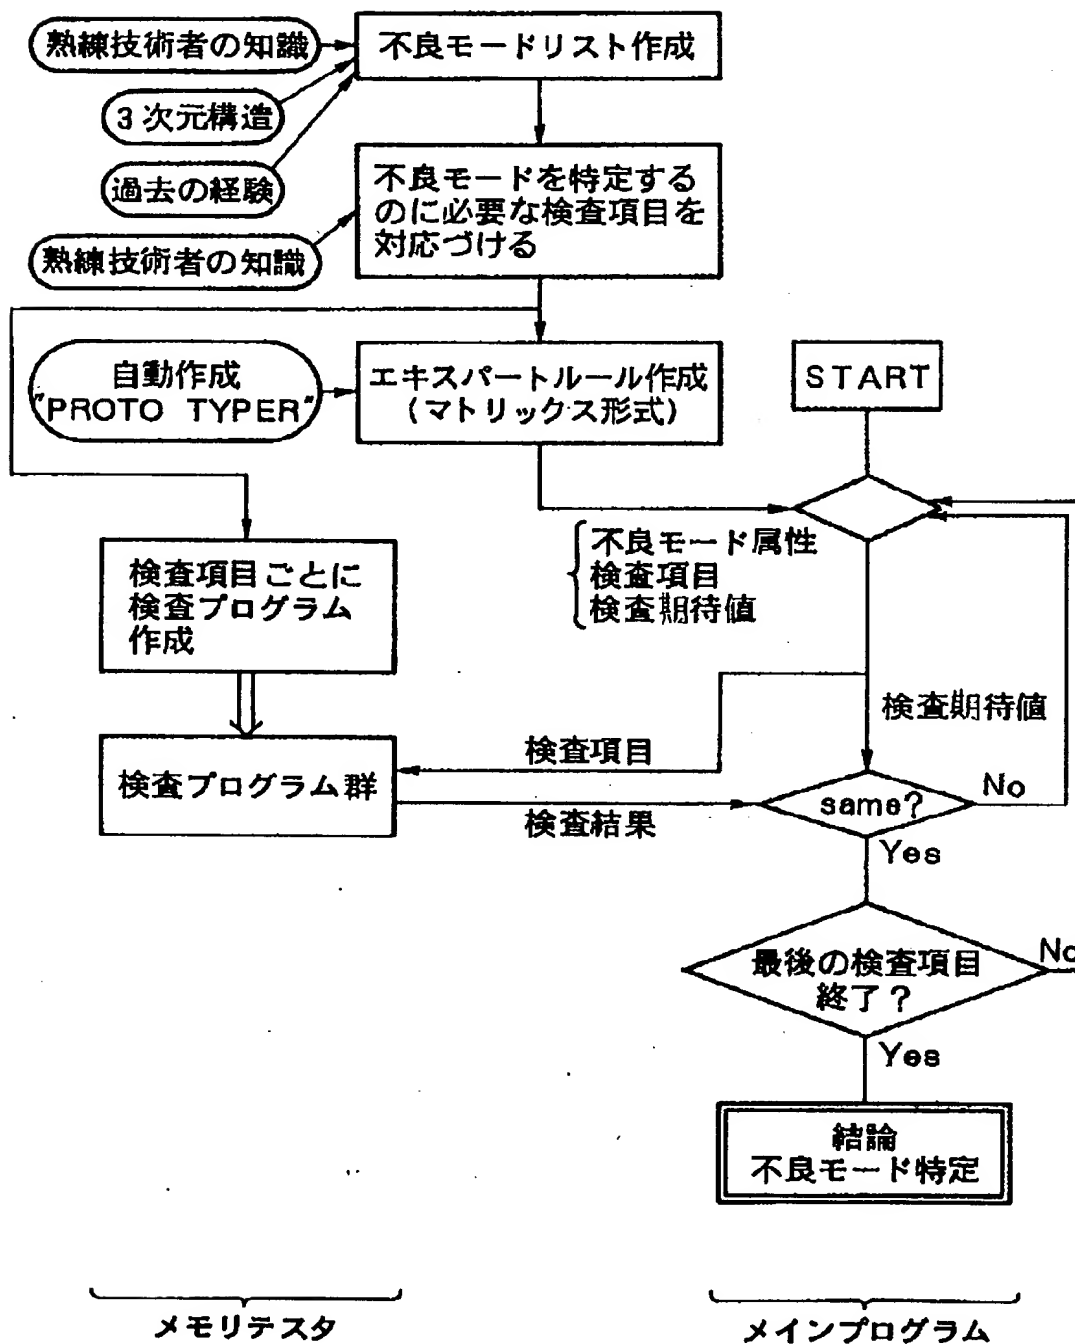 熟練技術者の知識
不良モードリスト作成
3次元構造
過去の経験
不良モードを特定する
のに必要な検査項目を
対応づける
熟練技術者の知識
自動作成
"PROTO TYPER"
エキスパートルール作成
(マトリックス形式)
START
不良モード属性
検査項目
検査期待値
検査項目ごとに
検査プログラム
作成
検査期待値
検査項目
検査プログラム群
same?
No
検査結果
Yes
最後の検査項目
終了?
No
Yes
結論
不良モード特定
メモリテスタ
メインプログラム